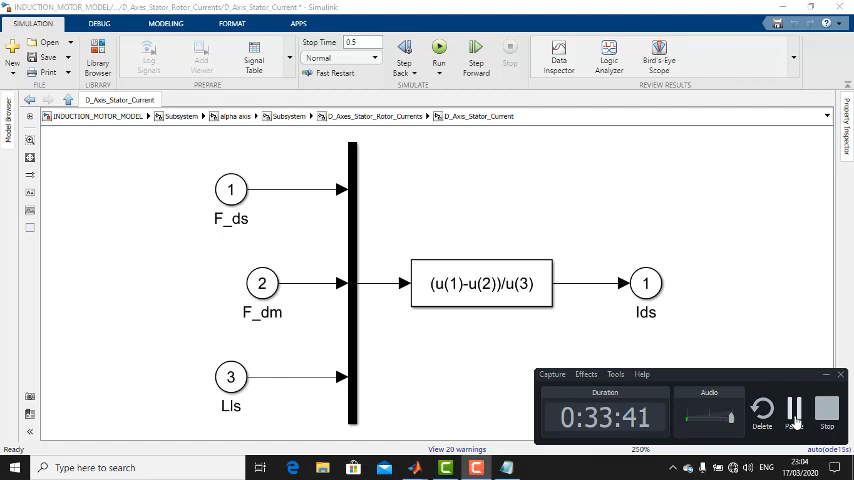 INDUCTION_MOTOR_MODEL/.../D_Axes_Stator_Rotor_Currents/D_Axis_Stator_Current * - Simulink
SIMULATION DEBUG MODELING FORMAT APPS
New
Open
Save
Print
FILE
Library Browser
LIBRARY
Log Signals
Add Viewer
Signal Table
PREPARE
Stop Time 0.5
Normal
Fast Restart
Step Back
Run
Step Forward
Stop
SIMULATE
Data Inspector
Logic Analyzer
Bird's-Eye Scope
REVIEW RESULTS
D_Axis_Stator_Current
INDUCTION_MOTOR_MODEL Subsystem alpha axis Subsystem D_Axes_Stator_Rotor_Currents D_Axis_Stator_Current
Model Browser
Property Inspector
1
F_ds
2
F_dm
3
Lls
(u(1)-u(2))/u(3)
1
Ids
Capture Effects Tools Help
Duration
0:33:41
Audio
Delete
Stop
Ready
View 20 warnings
250%
auto(ode15s)
Type here to search
ENG
23:04
17/03/2020